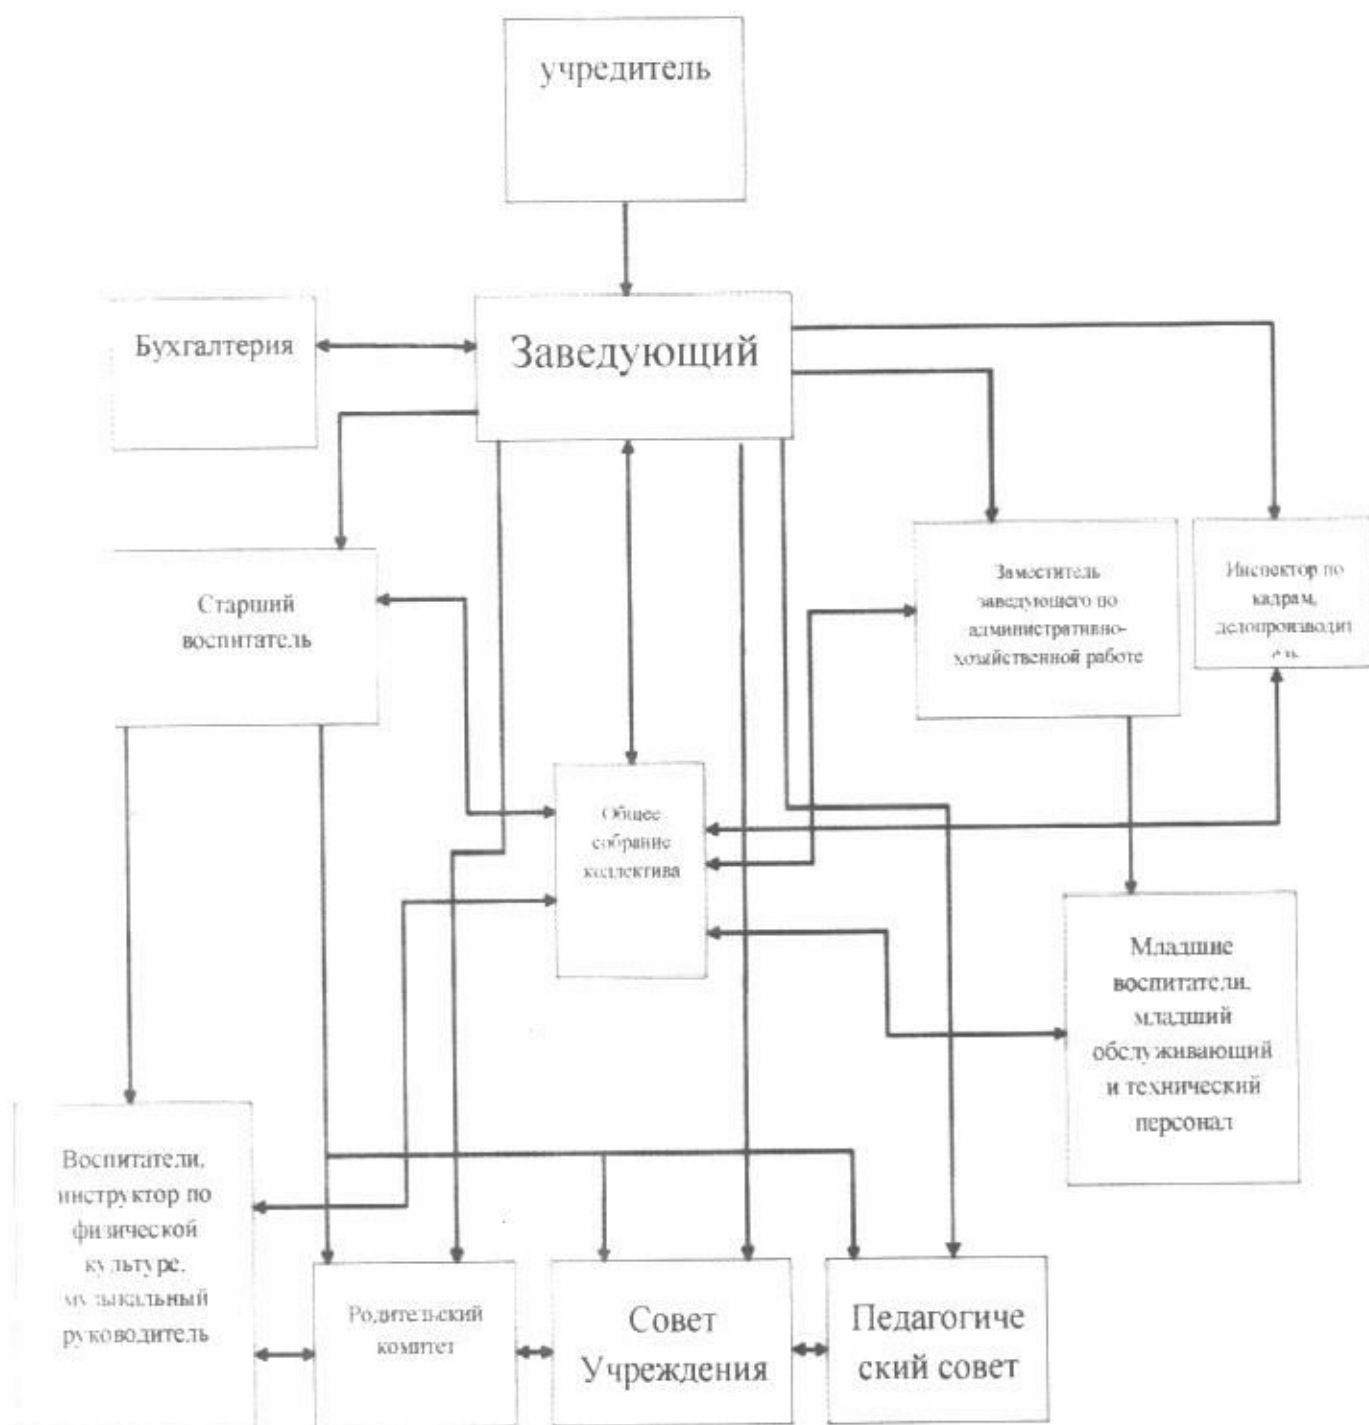 учредитель
Бухгалтерия
Заведующий
Старший
воспитатель
Заместитель
заведующего по
административно-
хозяйственной работе
Инспектор по
кадрам,
делопроизводит
ель
Общее
собрание
коллектива
Младшие
воспитатели,
младший
обслуживающий
и технический
персонал
Воспитатели,
инструктор по
физической
культуре,
музыкальный
руководитель
Родительский
комитет
Совет
Учреждения
Педагогиче
ский совет